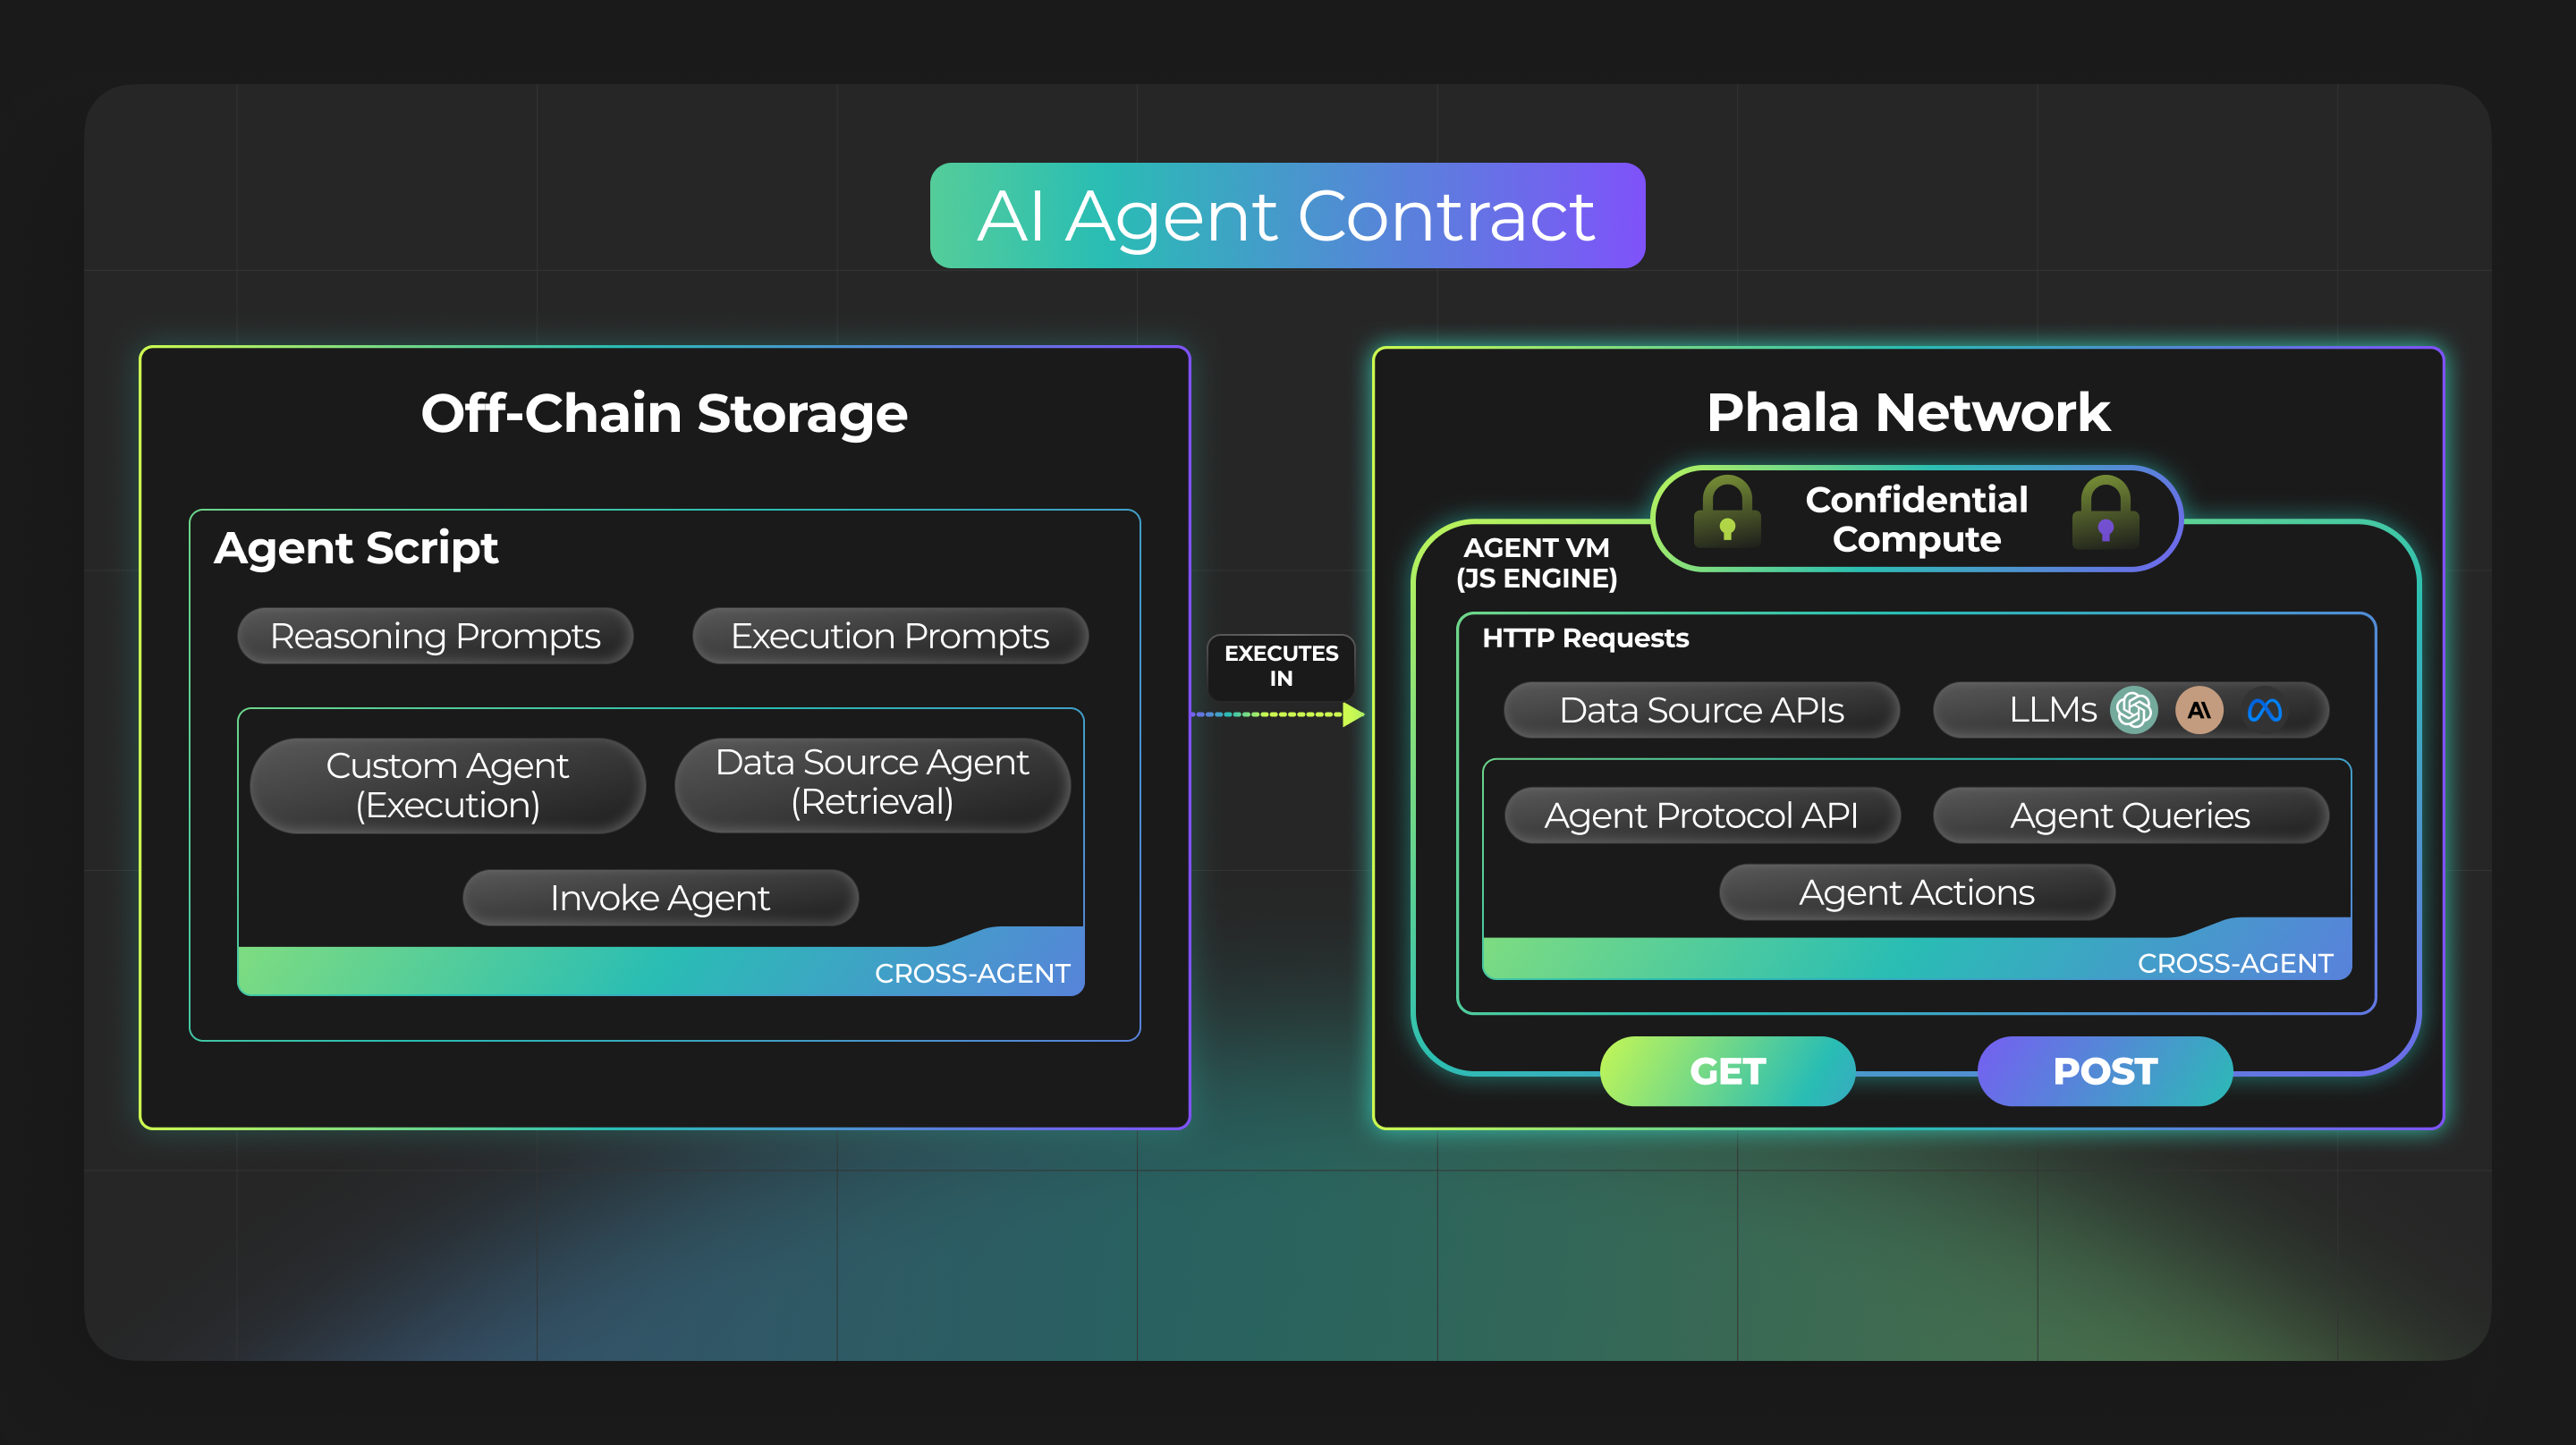 AI Agent Contract
Off-Chain Storage
Agent Script
Reasoning Prompts
Execution Prompts
Custom Agent
(Execution)
Data Source Agent
(Retrieval)
Invoke Agent
CROSS-AGENT
EXECUTES
IN
Phala Network
Confidential
Compute
AGENT VM
(JS ENGINE)
HTTP Requests
Data Source APIs
LLMs
Agent Protocol API
Agent Queries
Agent Actions
CROSS-AGENT
GET
POST